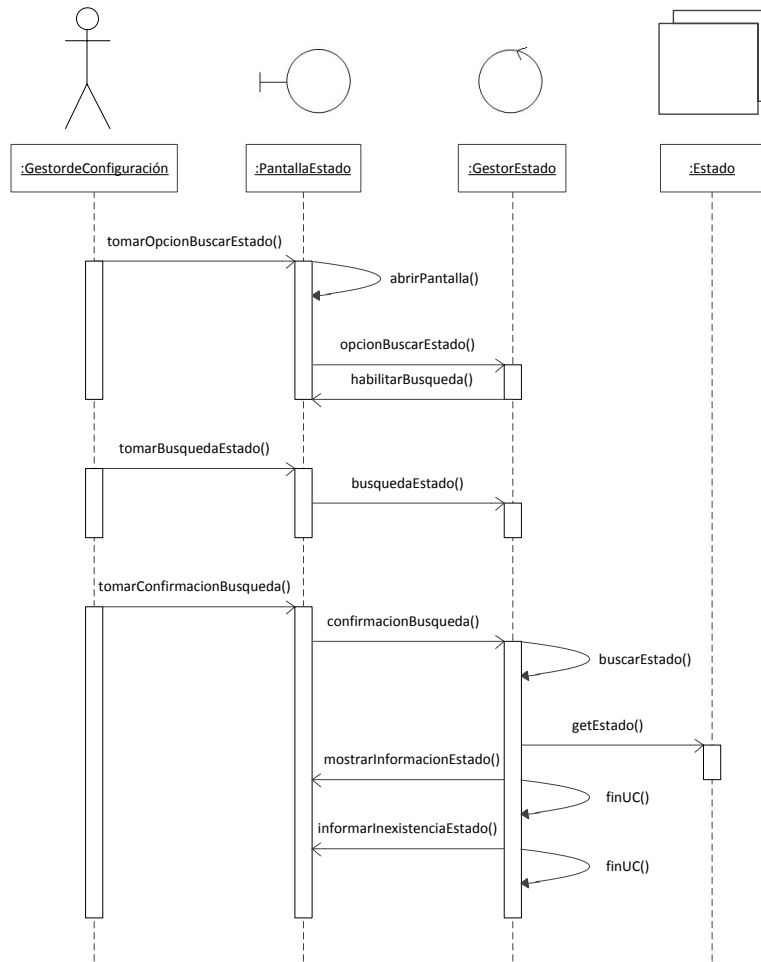 :GestordeConfiguración
:PantallaEstado
:GestorEstado
:Estado
tomarOpcionBuscarEstado()
abrirPantalla()
opcionBuscarEstado()
habilitarBusqueda()
tomarBusquedaEstado()
busquedaEstado()
tomarConfirmacionBusqueda()
confirmacionBusqueda()
buscarEstado()
getEstado()
mostrarInformacionEstado()
finUC()
informarInexistenciaEstado()
finUC()